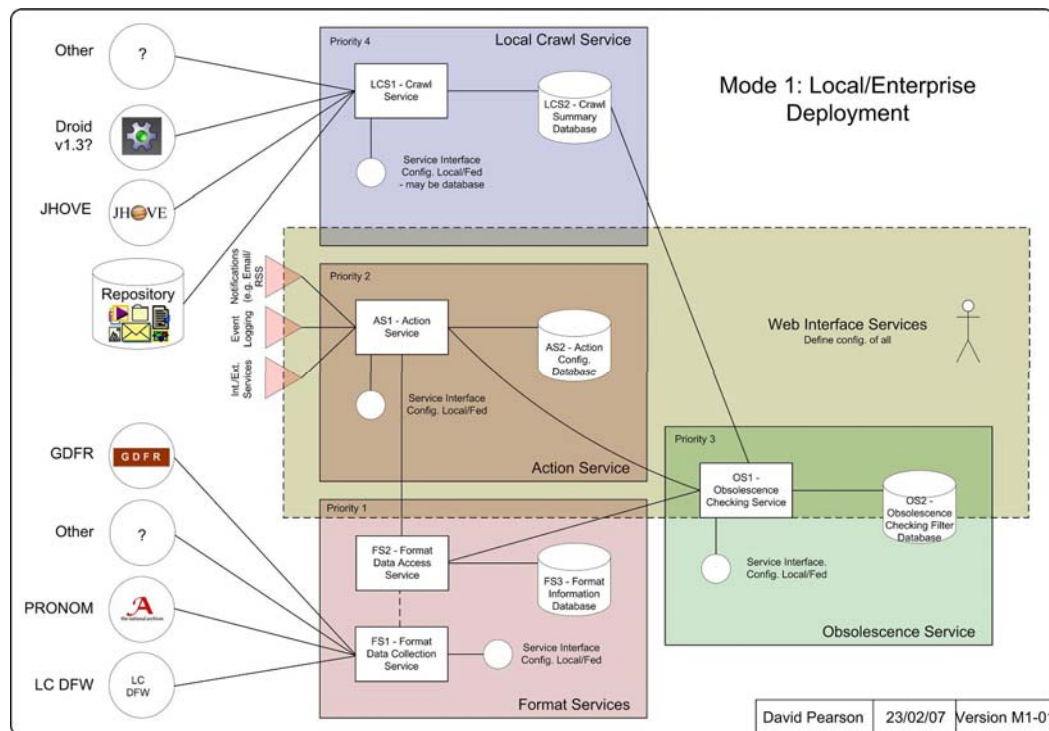 Mode 1: Local/Enterprise
Deployment
Other
?
Droid
v1.3?
JHOVE
JHOVE
Repository
Priority 4
Local Crawl Service
LCS1 - Crawl
Service
LCS2 - Crawl
Summary
Database
Service Interface
Config. Local/Fed
- may be database
Notifications
(e.g. Email/
RSS
Event
Logging
Int./Ext.
Services
Priority 2
AS1 - Action
Service
AS2 - Action
Config.
Database
Service Interface
Config. Local/Fed
Action Service
Web Interface Services
Define config. of all
Priority 3
OS1 -
Obsolescence
Checking Service
OS2 -
Obsolescence
Checking Filter
Database
Service Interface.
Config. Local/Fed
Obsolescence Service
GDFR
GDFR
Other
?
PRONOM
A
the national archives
LC DFW
LC
DFW
Priority 1
FS2 - Format
Data Access
Service
FS3 - Format
Information
Database
FS1 - Format
Data Collection
Service
Service Interface
Config. Local/Fed
Format Services
David Pearson
23/02/07
Version M1-01